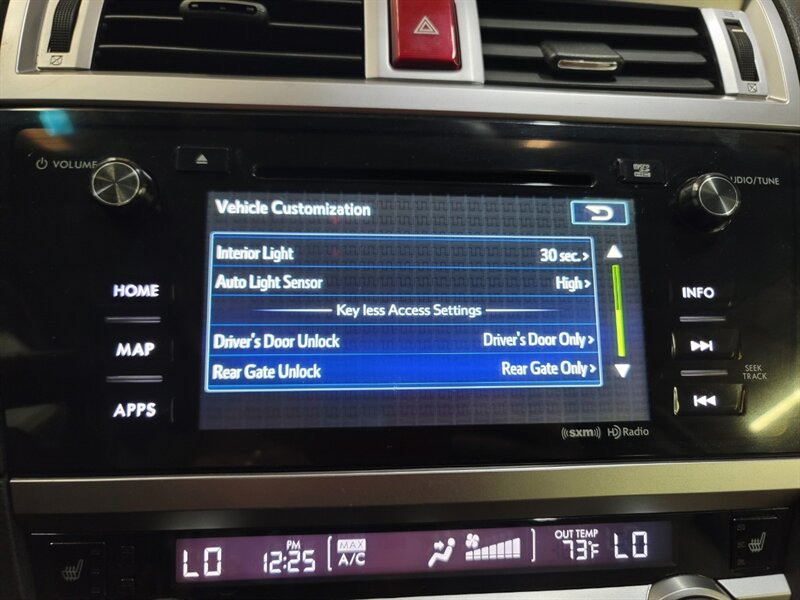 VOLUME
UDIO/TUNE
Vehicle Customization
Interior Light 30 sec. >
Auto Light Sensor High >
Key less Access Settings
Driver's Door Unlock Driver's Door Only >
Rear Gate Unlock Rear Gate Only >
HOME
MAP
APPS
INFO
SEEK
TRACK
((sxm)) HD Radio
LO PM 12:25 MAX A/C OUT TEMP 73°F LO